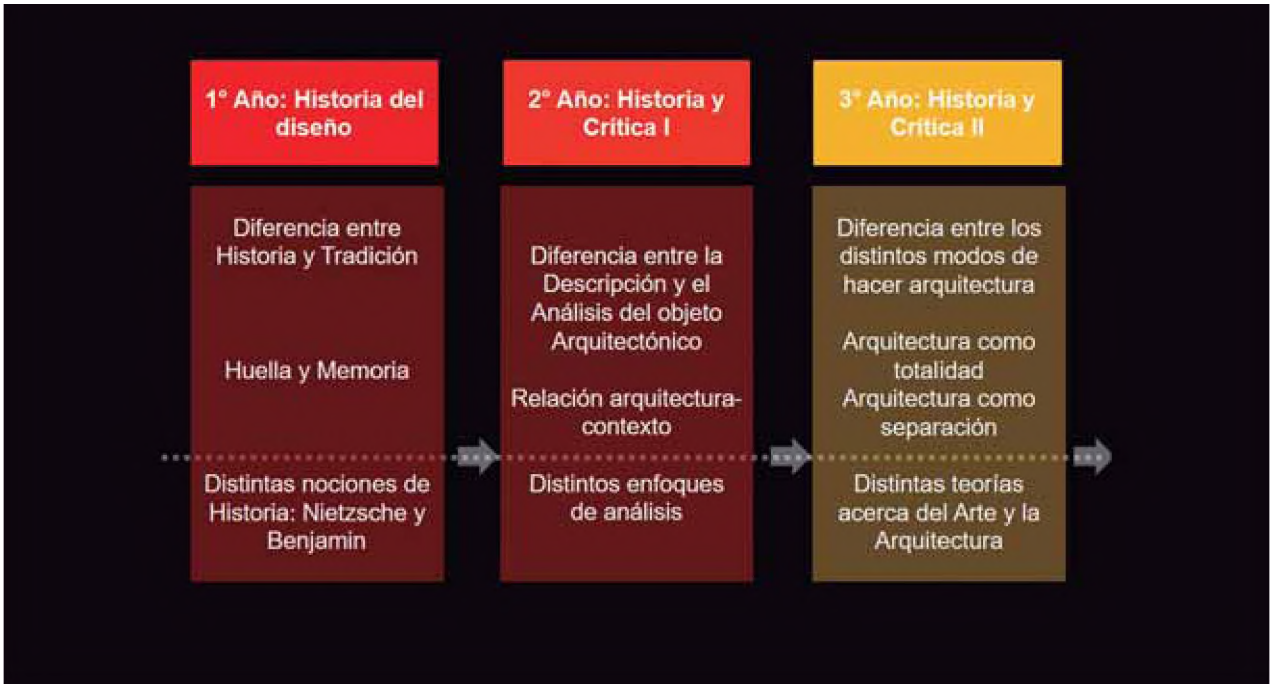 1° Año: Historia del
diseño
Diferencia entre
Historia y Tradición
Huella y Memoria
Distintas nociones de
Historia: Nietzsche y
Benjamin
2° Año: Historia y
Crítica I
Diferencia entre la
Descripción y el
Análisis del objeto
Arquitectónico
Relación arquitectura-
contexto
Distintos enfoques
de análisis
3° Año: Historia y
Crítica II
Diferencia entre los
distintos modos de
hacer arquitectura
Arquitectura como
totalidad
Arquitectura como
separación
Distintas teorías
acerca del Arte y la
Arquitectura